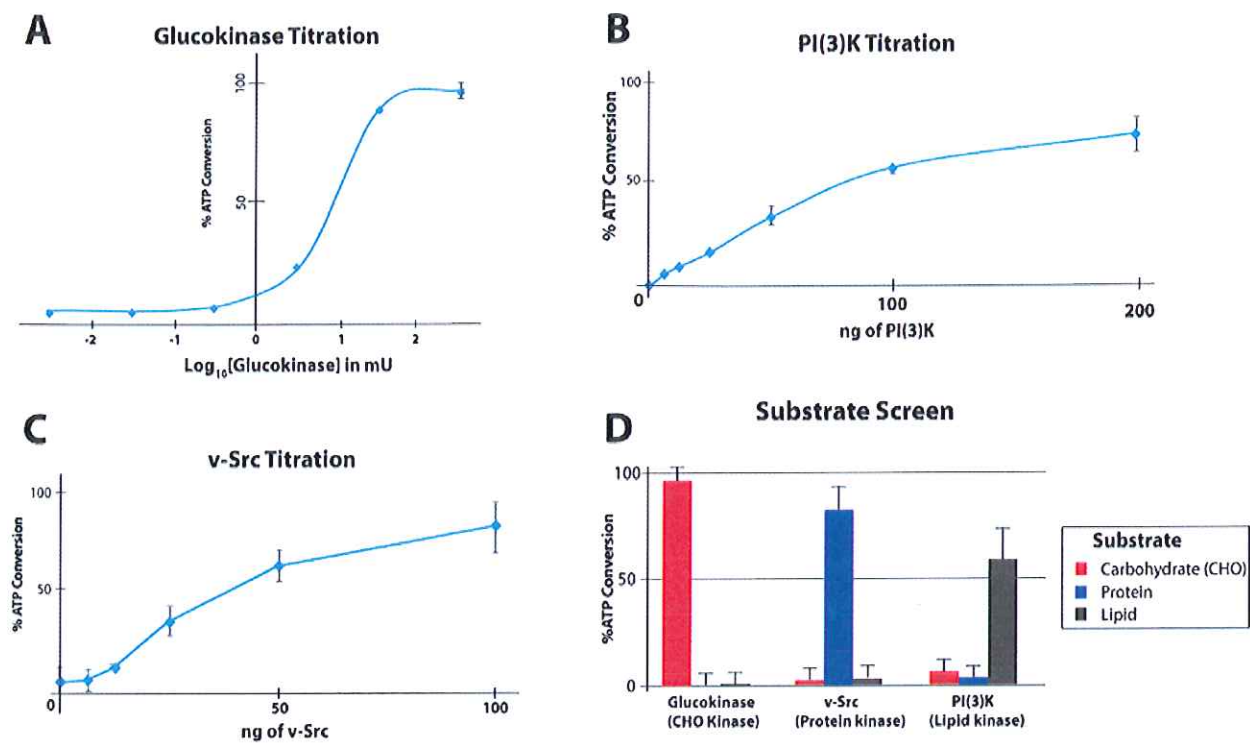 A
Glucokinase Titration
% ATP Conversion
100
50
-2
-1
0
1
2
Log₁₀[Glucokinase] in mU
B
PI(3)K Titration
% ATP Conversion
100
50
0
100
200
ng of PI(3)K
C
v-Src Titration
% ATP Conversion
100
50
0
50
100
ng of v-Src
D
Substrate Screen
%ATP Conversion
100
50
0
Glucokinase
(CHO Kinase)
v-Src
(Protein kinase)
PI(3)K
(Lipid kinase)
Substrate
Carbohydrate (CHO)
Protein
Lipid